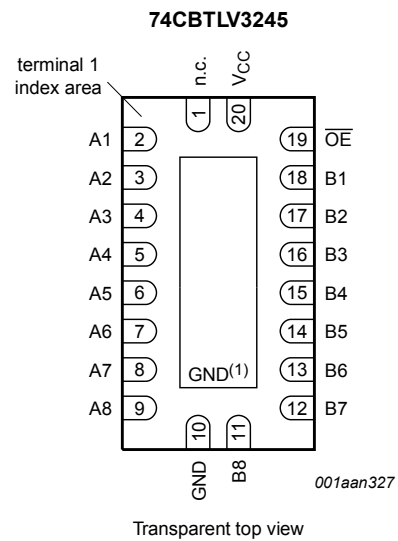 74CBTLV3245
terminal 1
index area
n.c.
VCC
1
20
A1 2 19 OE
A2 3 18 B1
A3 4 17 B2
A4 5 16 B3
A5 6 15 B4
A6 7 14 B5
A7 8 GND(1) 13 B6
A8 9 12 B7
10
11
GND
B8
001aan327
Transparent top view